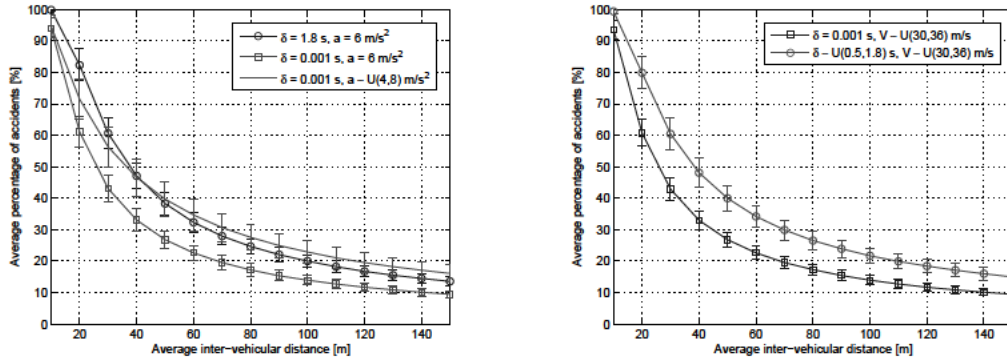 100
90
80
70
60
50
40
30
20
10
0
Average percentage of accidents [%]
δ = 1.8 s, a = 6 m/s²
δ = 0.001 s, a = 6 m/s²
δ = 0.001 s, a − U(4,8) m/s²
20 40 60 80 100 120 140
Average inter−vehicular distance [m]
100
90
80
70
60
50
40
30
20
10
0
Average percentage of accidents [%]
δ = 0.001 s, V − U(30,36) m/s
δ − U(0.5,1.8) s, V − U(30,36) m/s
20 40 60 80 100 120 140
Average inter−vehicular distance [m]